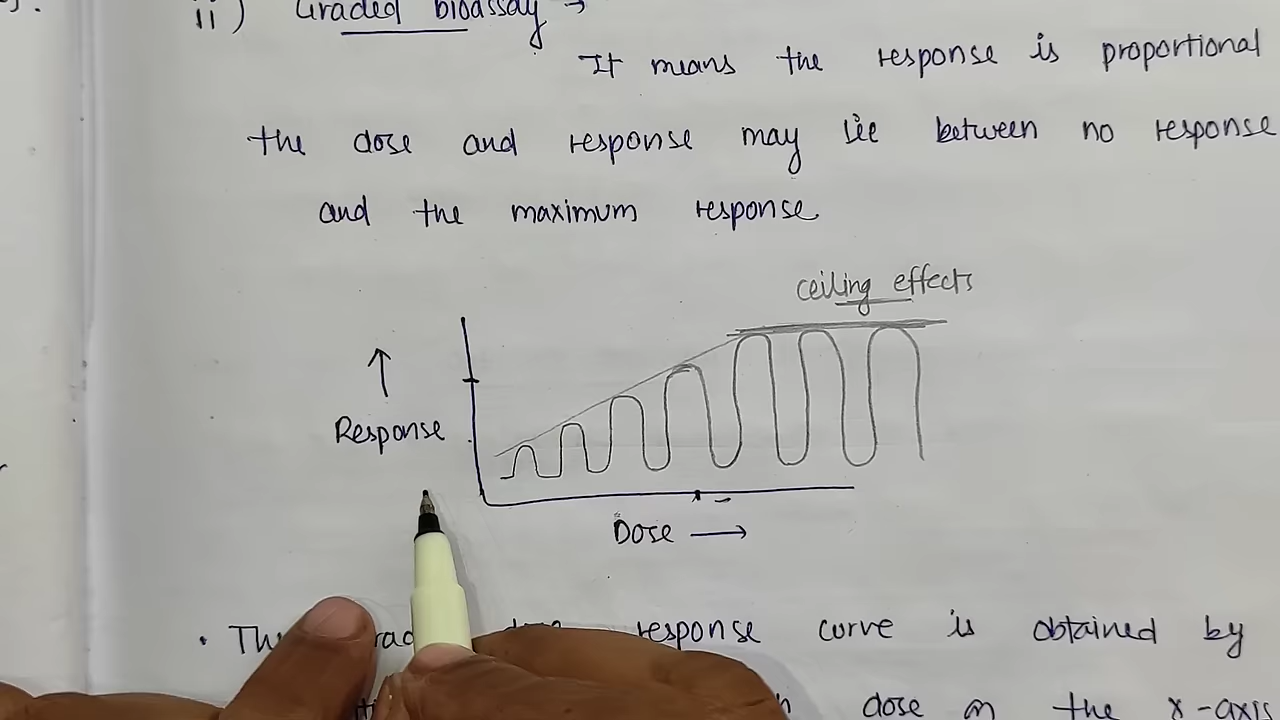 ii) Graded bioassay →
It means the response is proportional
the dose and response may lie between no response
and the maximum response.
ceiling effects
↑
Response
Dose →
• response curve is obtained by
dose on the x-axis